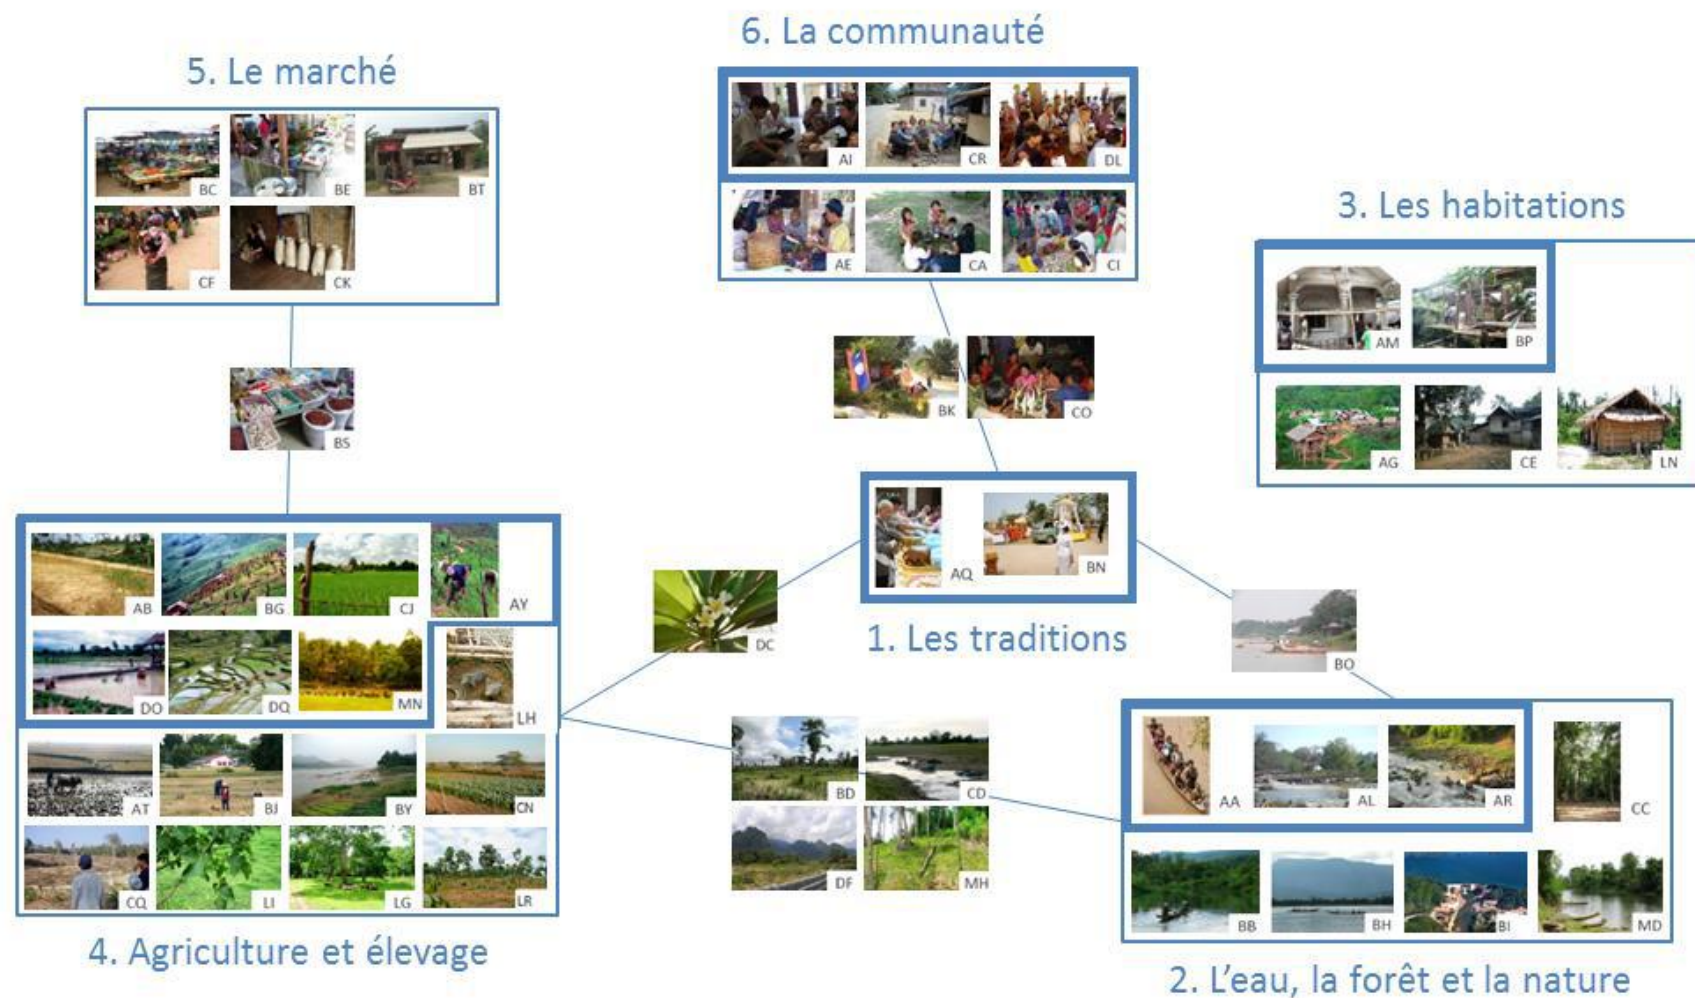 6. La communauté
5. Le marché
AI CR DL
BC BE BT
AE CA CI
CF CK
3. Les habitations
AM BP
BK CO
BS
AG CE LN
AQ BN
AB BG CJ AY
1. Les traditions
DC
BO
DO DQ MN LH
AA AL AR CC
BD CD
AT BJ BY CN
DF MH
CQ LI LG LR
BB BH BI MD
4. Agriculture et élevage
2. L'eau, la forêt et la nature